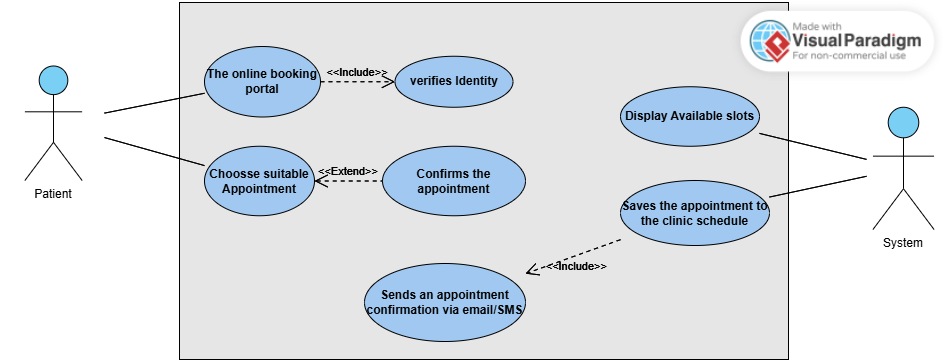 Made with
Visual Paradigm
For non-commercial use
The online booking
portal
<<Include>>
verifies Identity
Display Available slots
Patient
Choosse suitable
Appointment
<<Extend>>
Confirms the
appointment
Saves the appointment to
the clinic schedule
System
<<Include>>
Sends an appointment
confirmation via email/SMS